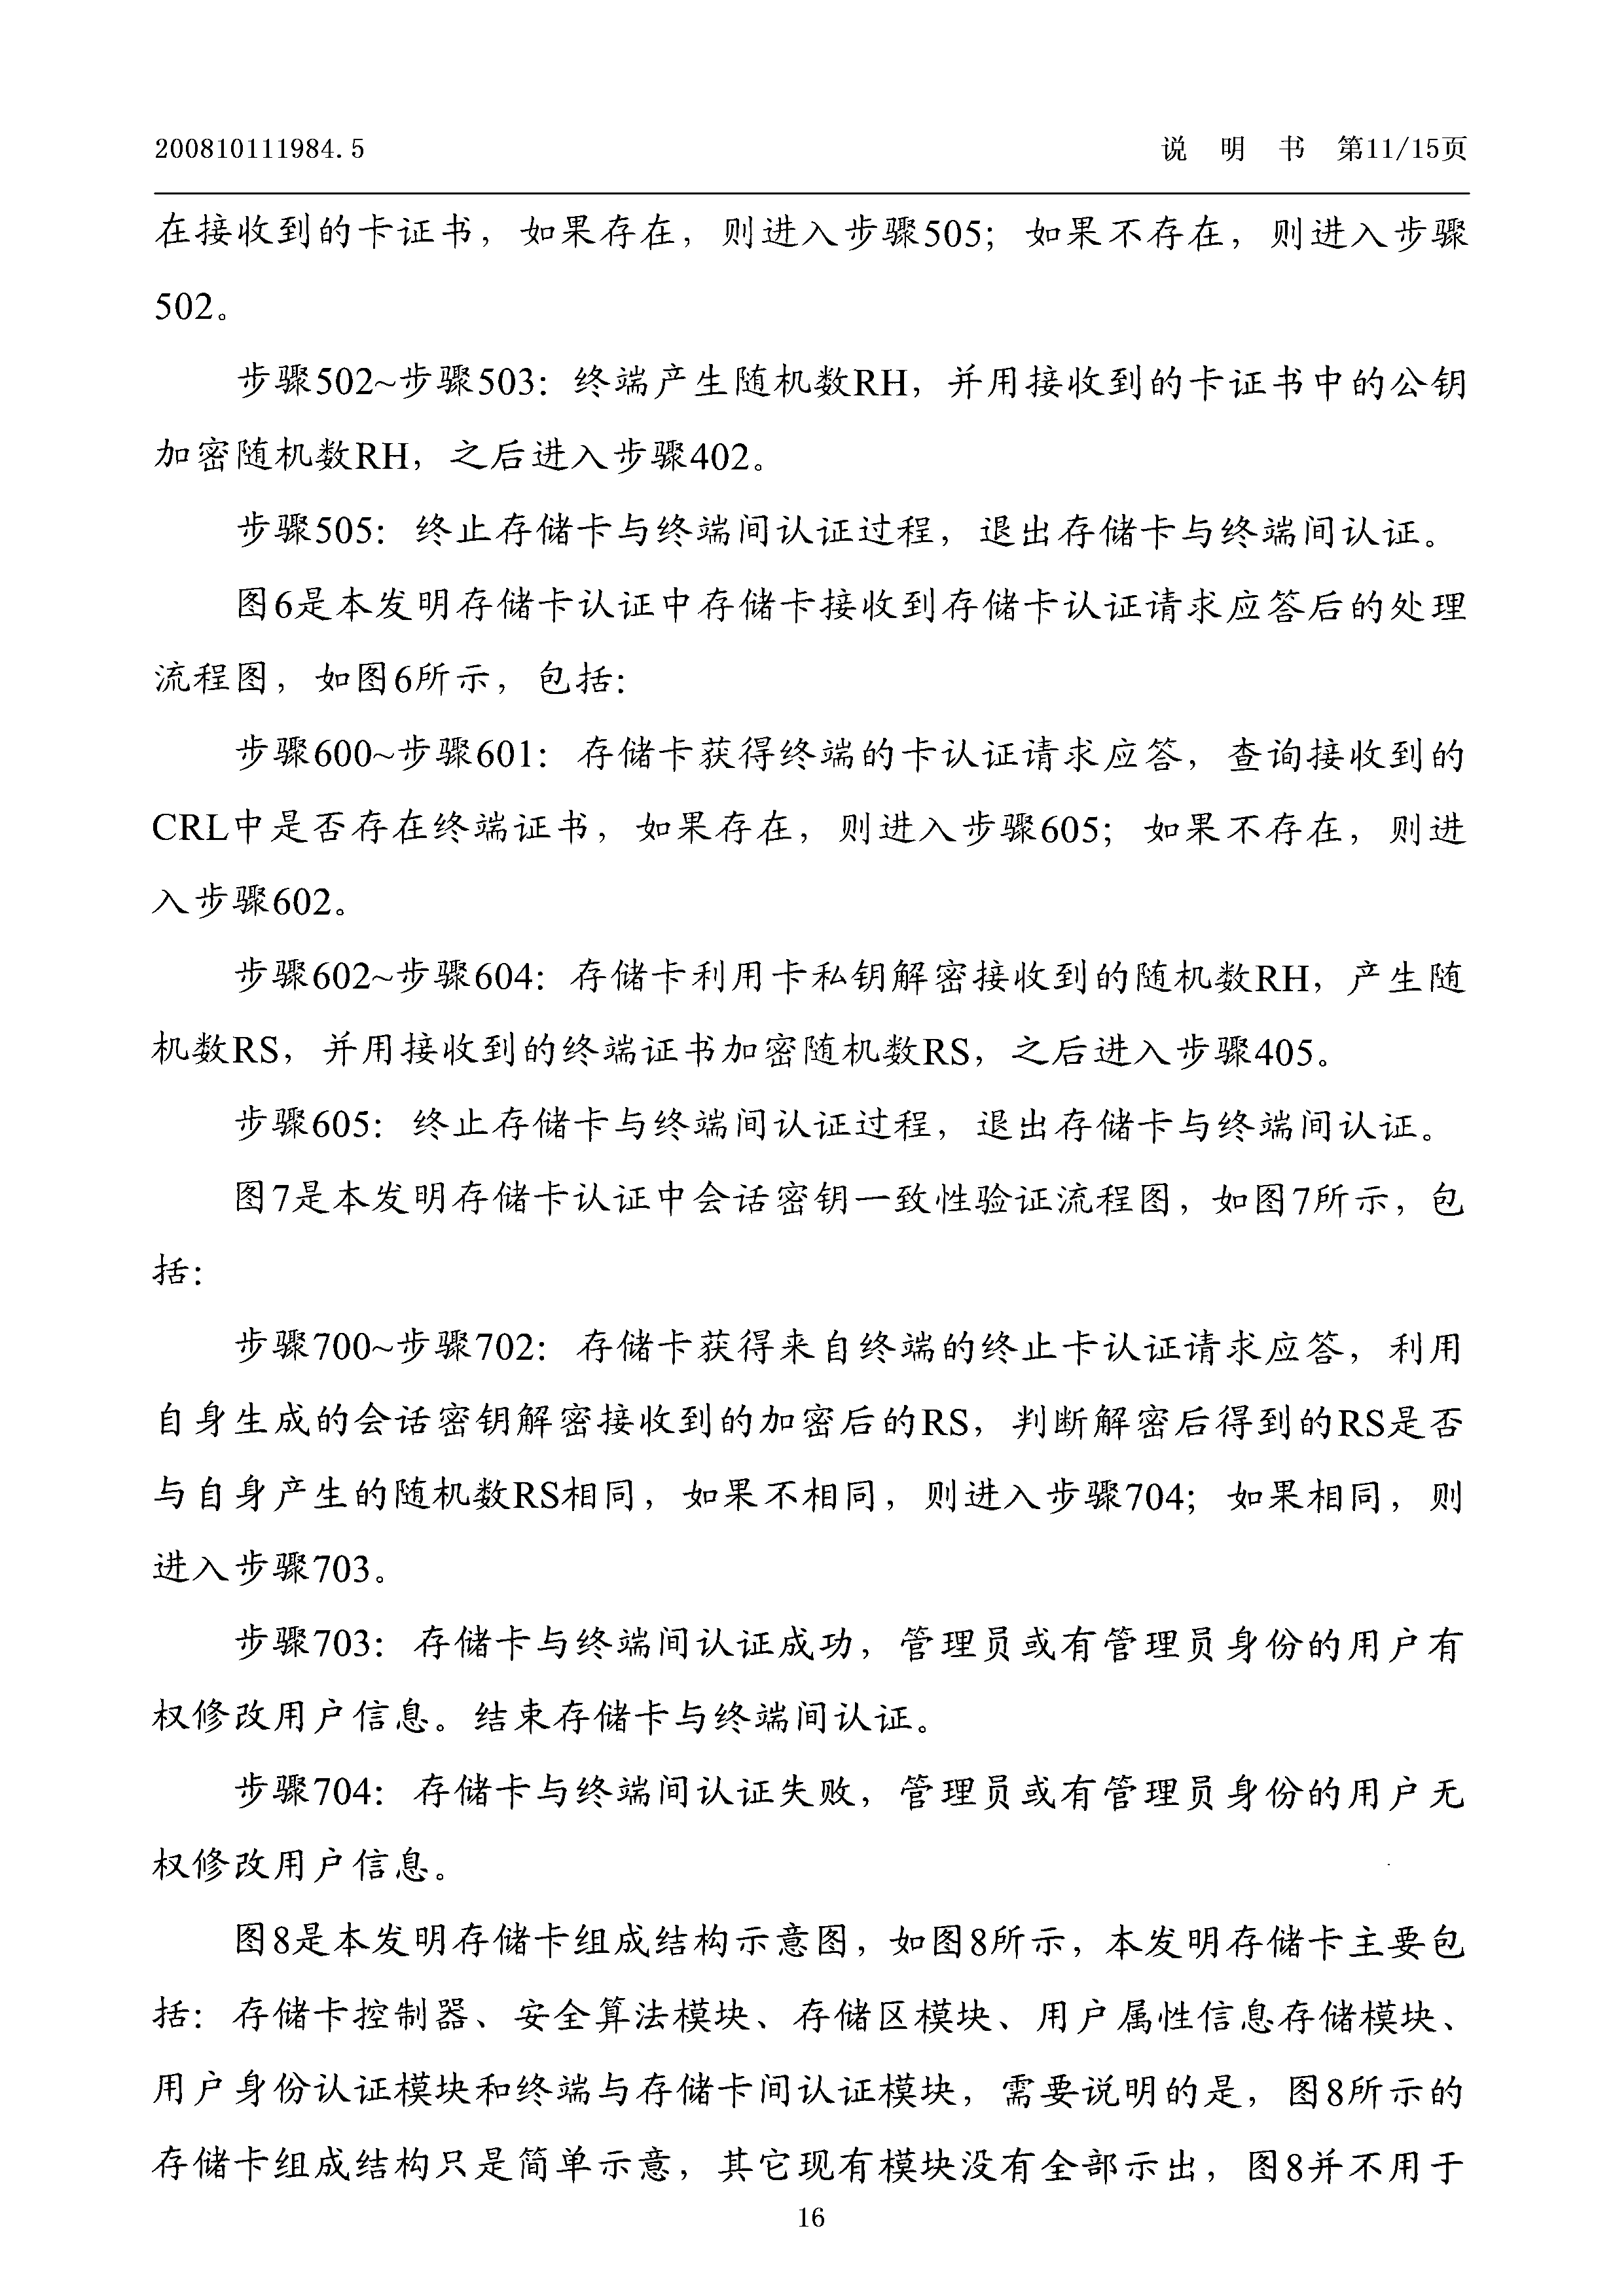 200810111984.5 说 明 书 第11/15页
在接收到的卡证书，如果存在，则进入步骤505；如果不存在，则进入步骤
502。
步骤502~步骤503：终端产生随机数RH，并用接收到的卡证书中的公钥
加密随机数RH，之后进入步骤402。
步骤505：终止存储卡与终端间认证过程，退出存储卡与终端间认证。
图6是本发明存储卡认证中存储卡接收到存储卡认证请求应答后的处理
流程图，如图6所示，包括：
步骤600~步骤601：存储卡获得终端的卡认证请求应答，查询接收到的
CRL中是否存在终端证书，如果存在，则进入步骤605；如果不存在，则进
入步骤602。
步骤602~步骤604：存储卡利用卡私钥解密接收到的随机数RH，产生随
机数RS，并用接收到的终端证书加密随机数RS，之后进入步骤405。
步骤605：终止存储卡与终端间认证过程，退出存储卡与终端间认证。
图7是本发明存储卡认证中会话密钥一致性验证流程图，如图7所示，包
括：
步骤700~步骤702：存储卡获得来自终端的终止卡认证请求应答，利用
自身生成的会话密钥解密接收到的加密后的RS，判断解密后得到的RS是否
与自身产生的随机数RS相同，如果不相同，则进入步骤704；如果相同，则
进入步骤703。
步骤703：存储卡与终端间认证成功，管理员或有管理员身份的用户有
权修改用户信息。结束存储卡与终端间认证。
步骤704：存储卡与终端间认证失败，管理员或有管理员身份的用户无
权修改用户信息。
图8是本发明存储卡组成结构示意图，如图8所示，本发明存储卡主要包
括：存储卡控制器、安全算法模块、存储区模块、用户属性信息存储模块、
用户身份认证模块和终端与存储卡间认证模块，需要说明的是，图8所示的
存储卡组成结构只是简单示意，其它现有模块没有全部示出，图8并不用于
16